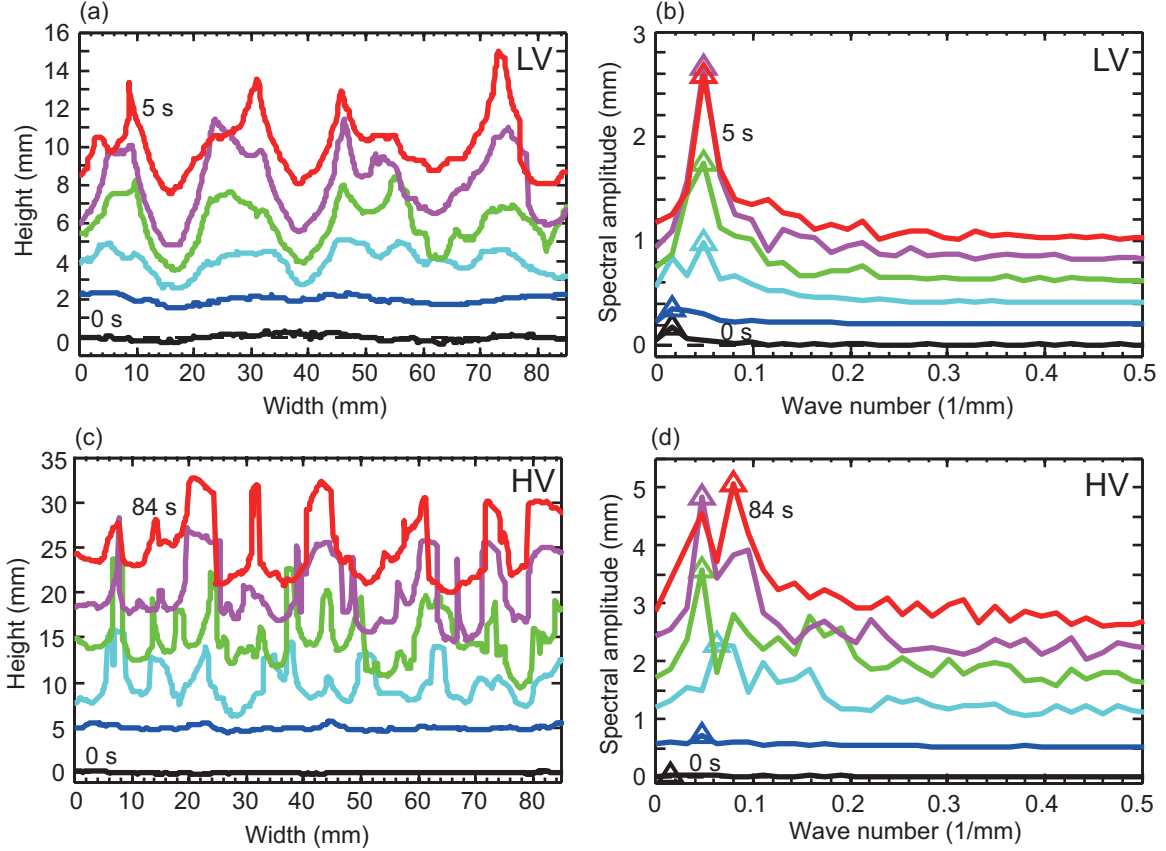 (a)
16
14
12
10
8
6
4
2
0
0 10 20 30 40 50 60 70 80
Height (mm)
Width (mm)
LV
5 s
0 s
(b)
3
2
1
0
0 0.1 0.2 0.3 0.4 0.5
Spectral amplitude (mm)
Wave number (1/mm)
LV
5 s
0 s
(c)
35
30
25
20
15
10
5
0
0 10 20 30 40 50 60 70 80
Height (mm)
Width (mm)
HV
84 s
0 s
(d)
5
4
3
2
1
0
0 0.1 0.2 0.3 0.4 0.5
Spectral amplitude (mm)
Wave number (1/mm)
HV
84 s
0 s